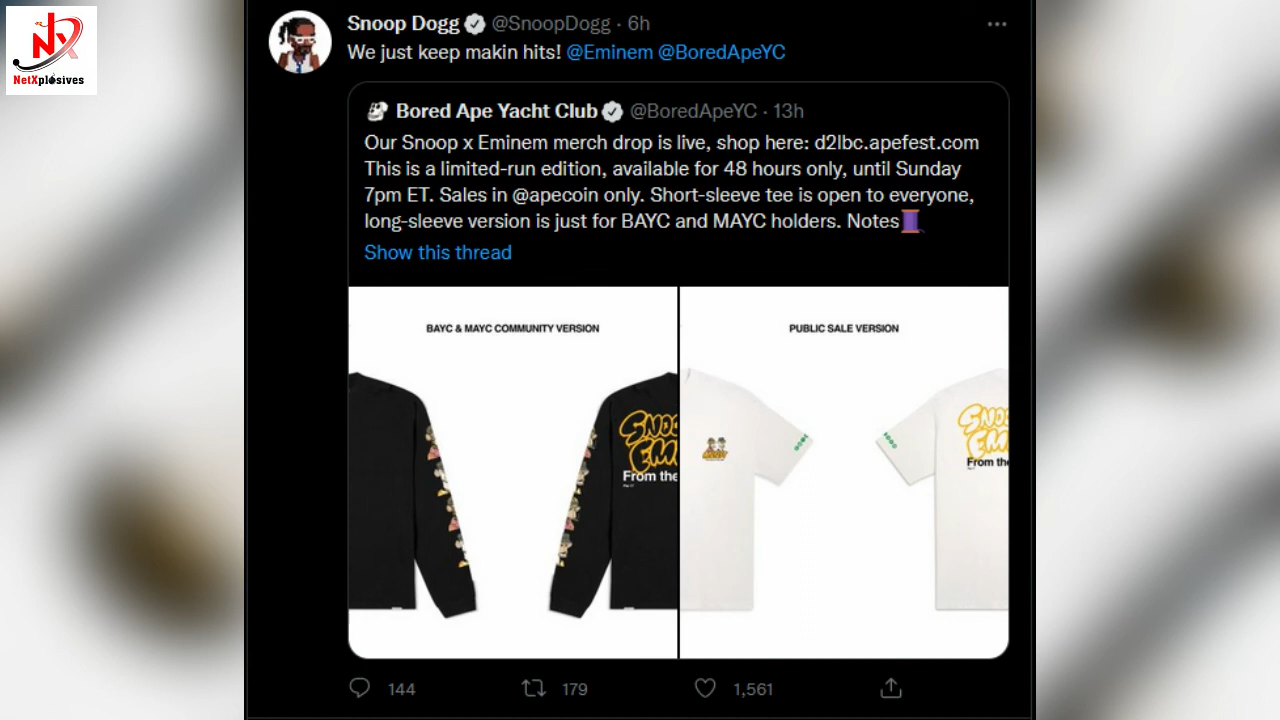 NetXplosives
Snoop Dogg @SnoopDogg · 6h
We just keep makin hits! @Eminem @BoredApeYC
Bored Ape Yacht Club @BoredApeYC · 13h
Our Snoop x Eminem merch drop is live, shop here: d2lbc.apefest.com
This is a limited-run edition, available for 48 hours only, until Sunday
7pm ET. Sales in @apecoin only. Short-sleeve tee is open to everyone,
long-sleeve version is just for BAYC and MAYC holders. Notes🧵
Show this thread
BAYC & MAYC COMMUNITY VERSION
PUBLIC SALE VERSION
SNOO
EM
From the
SNOO
EM
From the
144
179
1,561